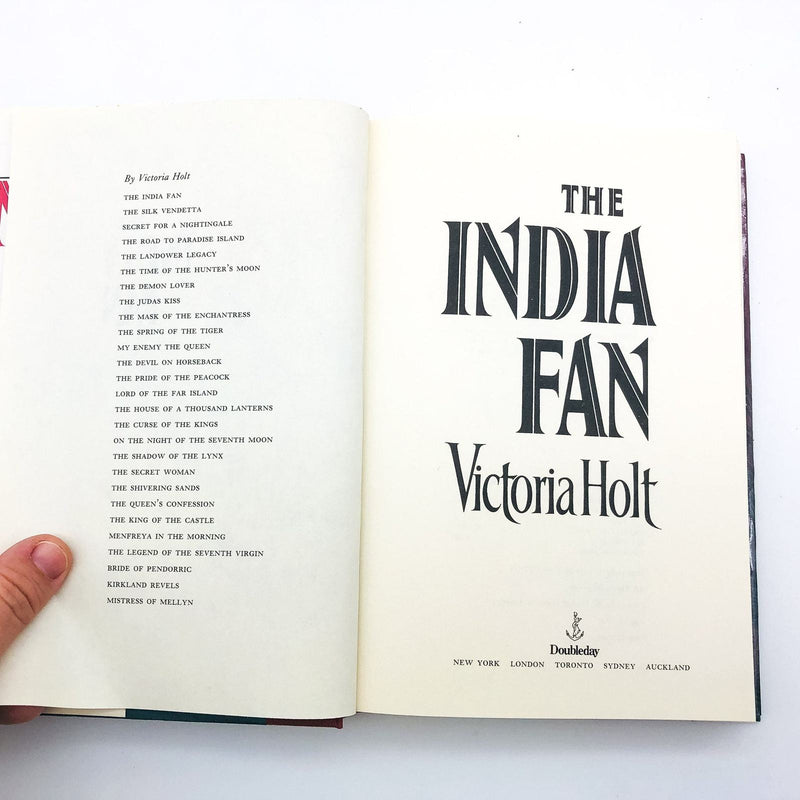 By Victoria Holt
THE INDIA FAN
THE SILK VENDETTA
SECRET FOR A NIGHTINGALE
THE ROAD TO PARADISE ISLAND
THE LANDOWER LEGACY
THE TIME OF THE HUNTER'S MOON
THE DEMON LOVER
THE JUDAS KISS
THE MASK OF THE ENCHANTRESS
THE SPRING OF THE TIGER
MY ENEMY THE QUEEN
THE DEVIL ON HORSEBACK
THE PRIDE OF THE PEACOCK
LORD OF THE FAR ISLAND
THE HOUSE OF A THOUSAND LANTERNS
THE CURSE OF THE KINGS
ON THE NIGHT OF THE SEVENTH MOON
THE SHADOW OF THE LYNX
THE SECRET WOMAN
THE SHIVERING SANDS
THE QUEEN'S CONFESSION
THE KING OF THE CASTLE
MENFREYA IN THE MORNING
THE LEGEND OF THE SEVENTH VIRGIN
BRIDE OF PENDORRIC
KIRKLAND REVELS
MISTRESS OF MELLYN
THE
INDIA
FAN
Victoria Holt
Doubleday
NEW YORK LONDON TORONTO SYDNEY AUCKLAND